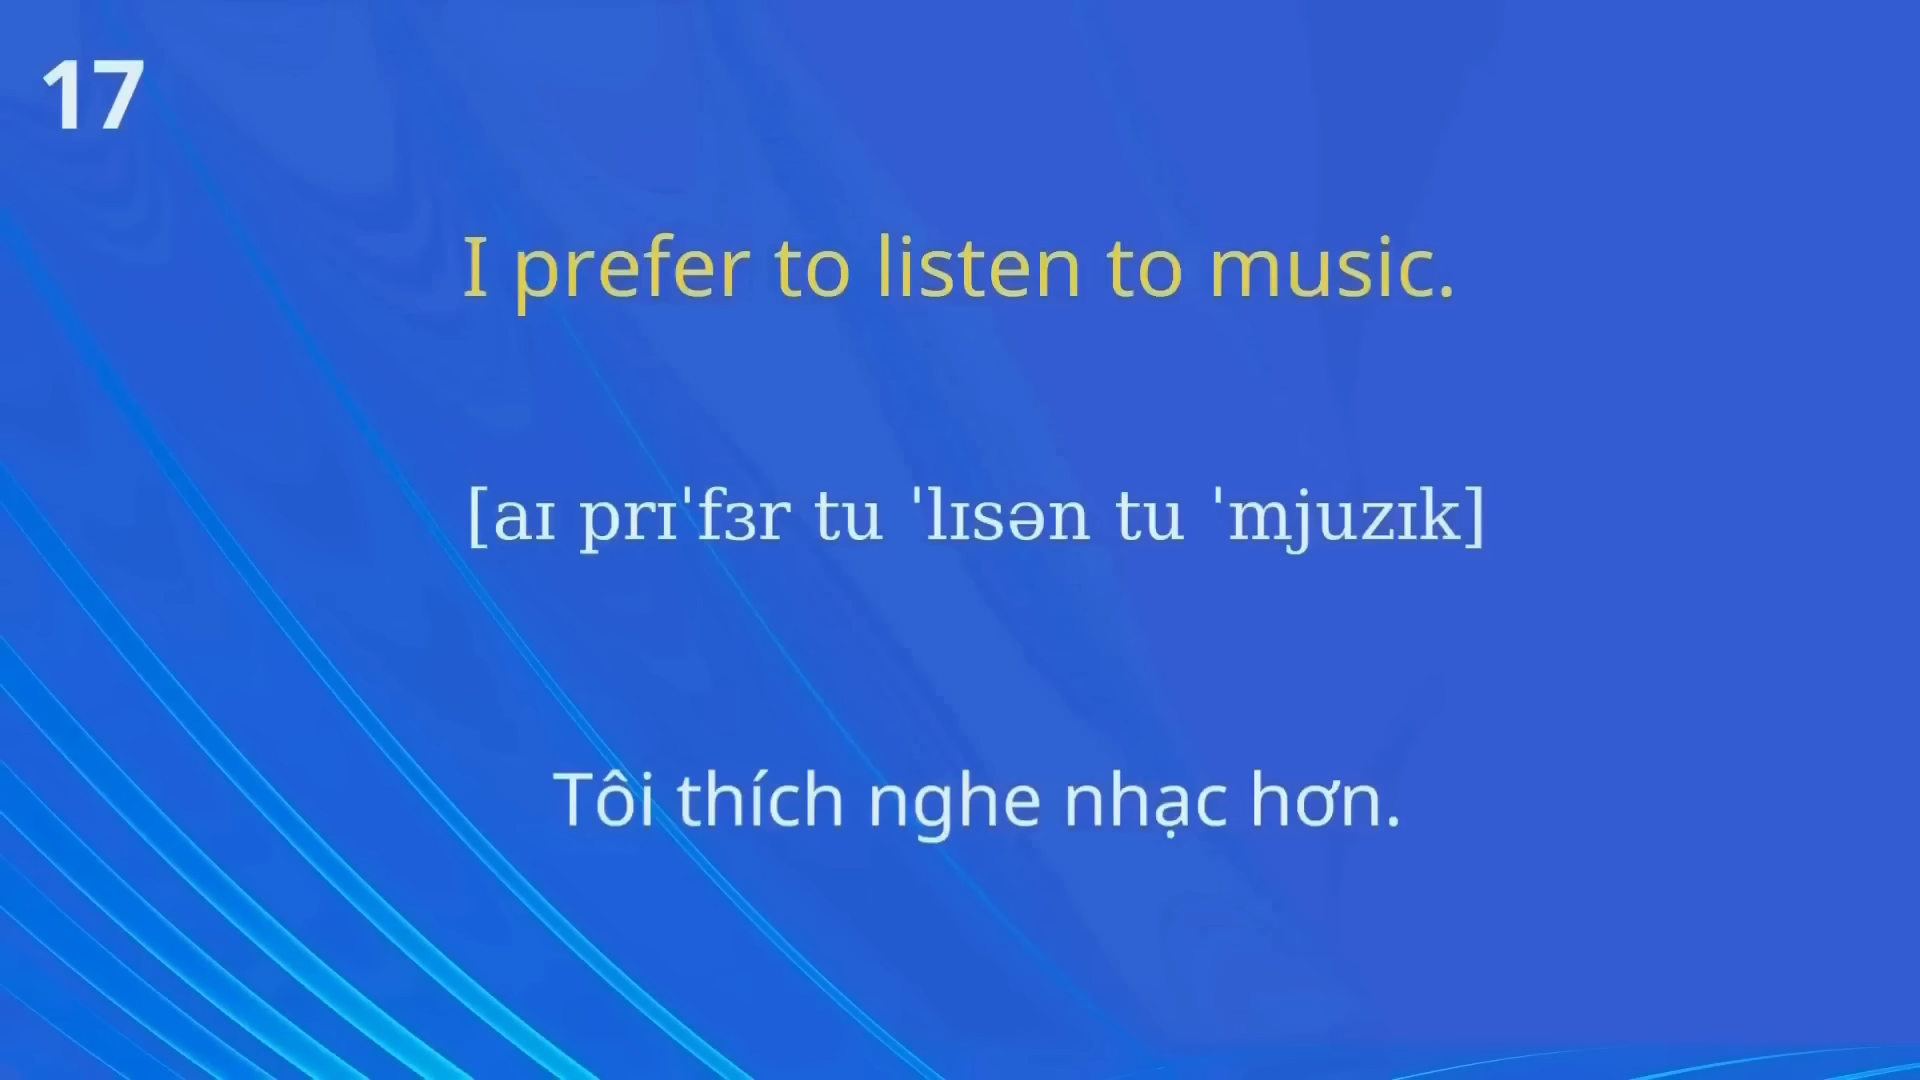 17
I prefer to listen to music.
[aɪ prɪˈfɜr tu ˈlɪsən tu ˈmjuzɪk]
Tôi thích nghe nhạc hơn.